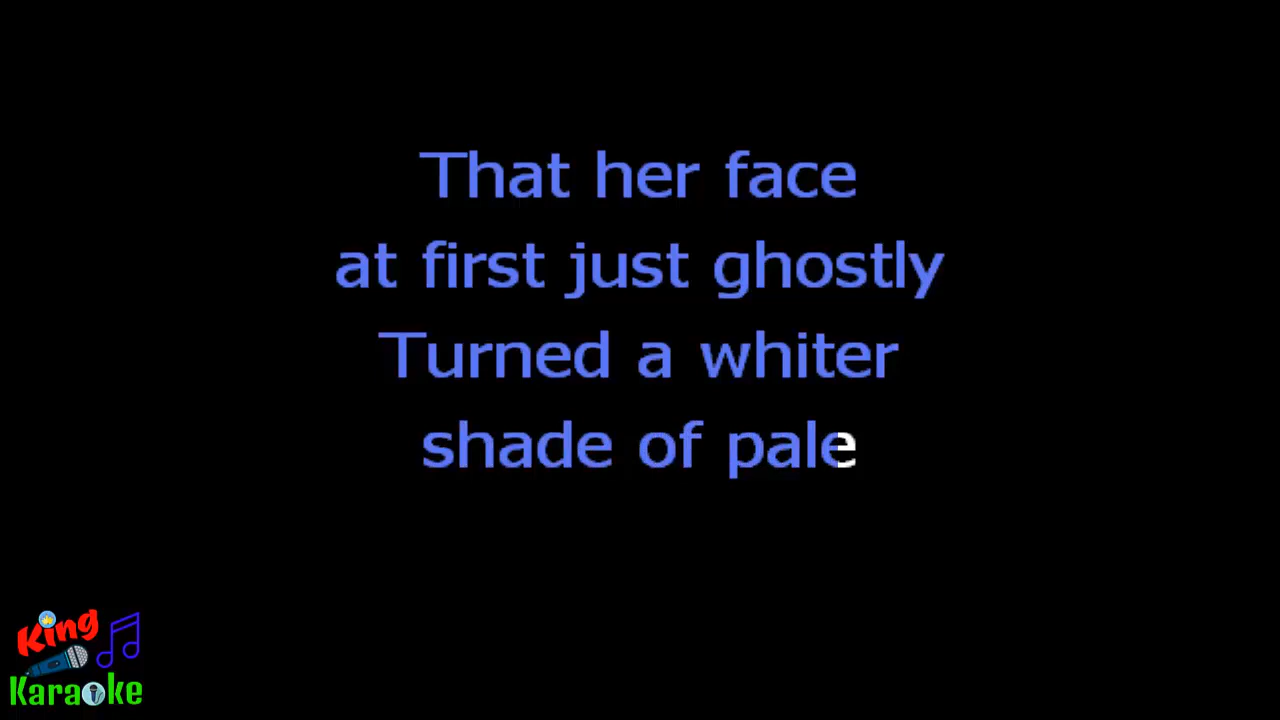 That her face
at first just ghostly
Turned a whiter
shade of pale
King
Karaoke